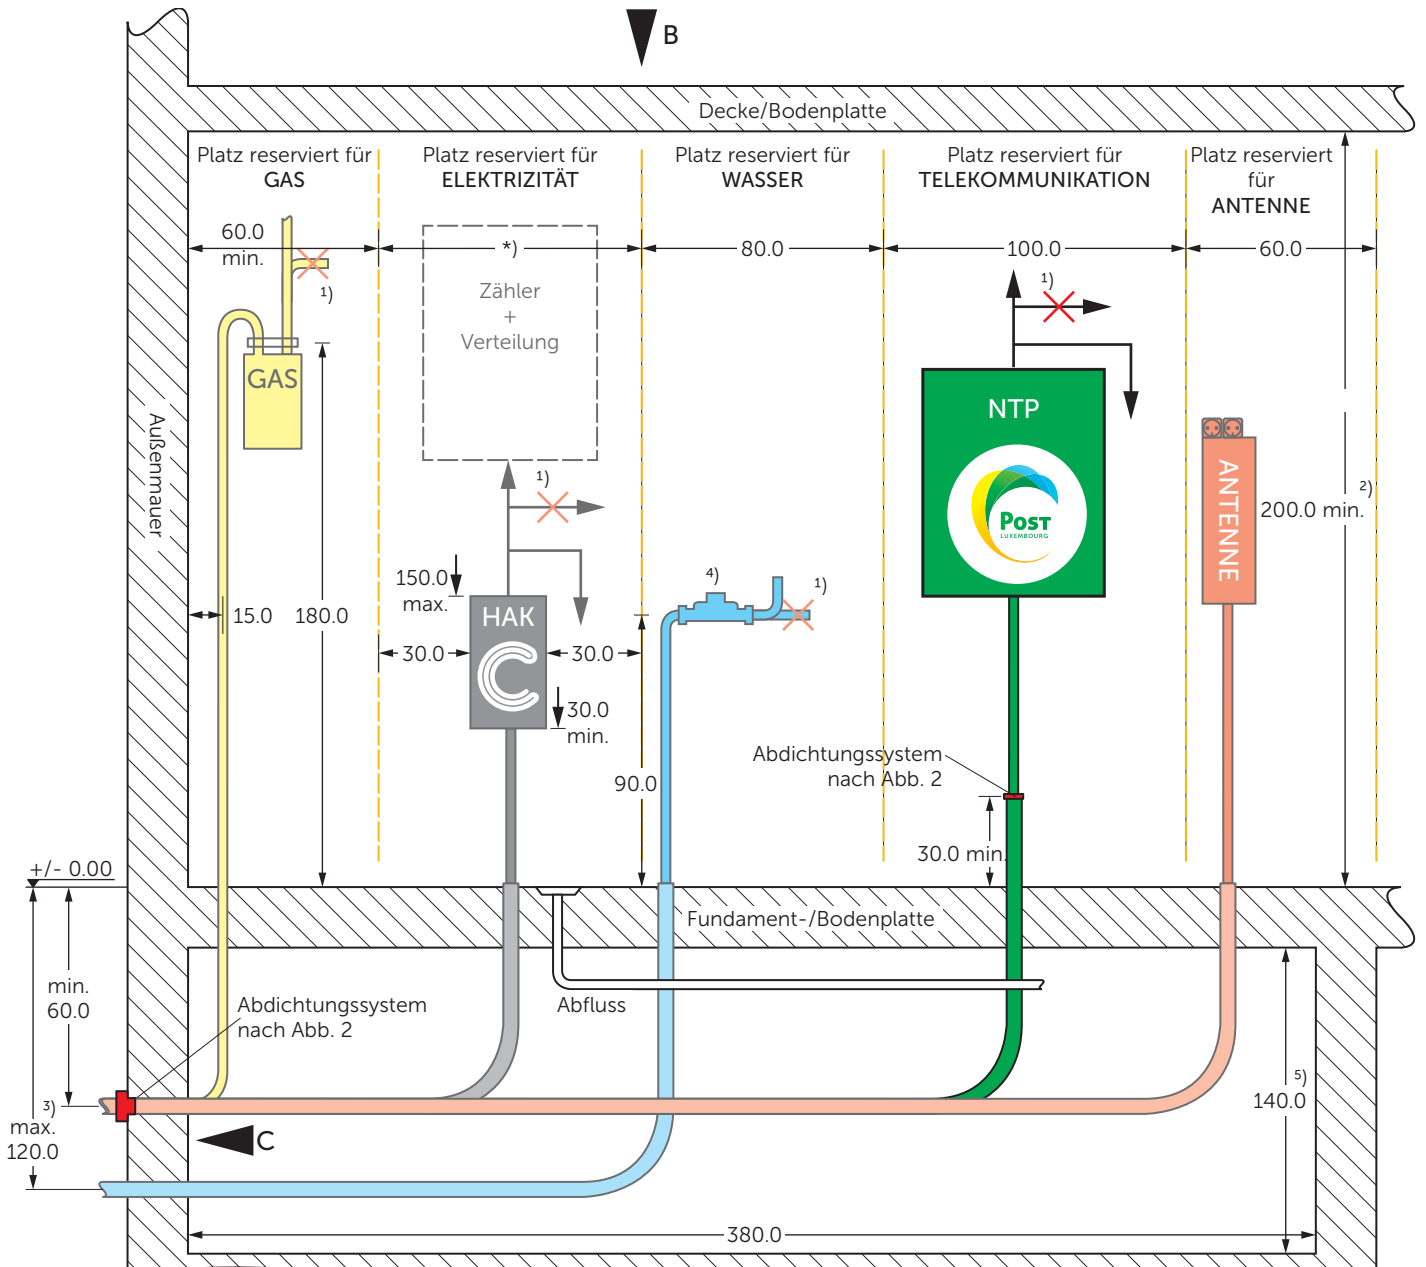 B
Decke/Bodenplatte
Platz reserviert für
GAS
Platz reserviert für
ELEKTRIZITÄT
Platz reserviert für
WASSER
Platz reserviert für
TELEKOMMUNIKATION
Platz reserviert
für
ANTENNE
60.0
min.
*)
80.0
100.0
60.0
1)
1)
Zähler
+
Verteilung
GAS
NTP
POST
LUXEMBOURG
ANTENNE
200.0 min. 2)
Außenmauer
1)
150.0
max.
4)
1)
15.0
180.0
HAK
30.0
30.0
30.0
min.
90.0
Abdichtungssystem
nach Abb. 2
30.0 min.
+/- 0.00
Fundament-/Bodenplatte
min.
60.0
Abdichtungssystem
nach Abb. 2
Abfluss
3)
max.
120.0
C
5)
140.0
380.0